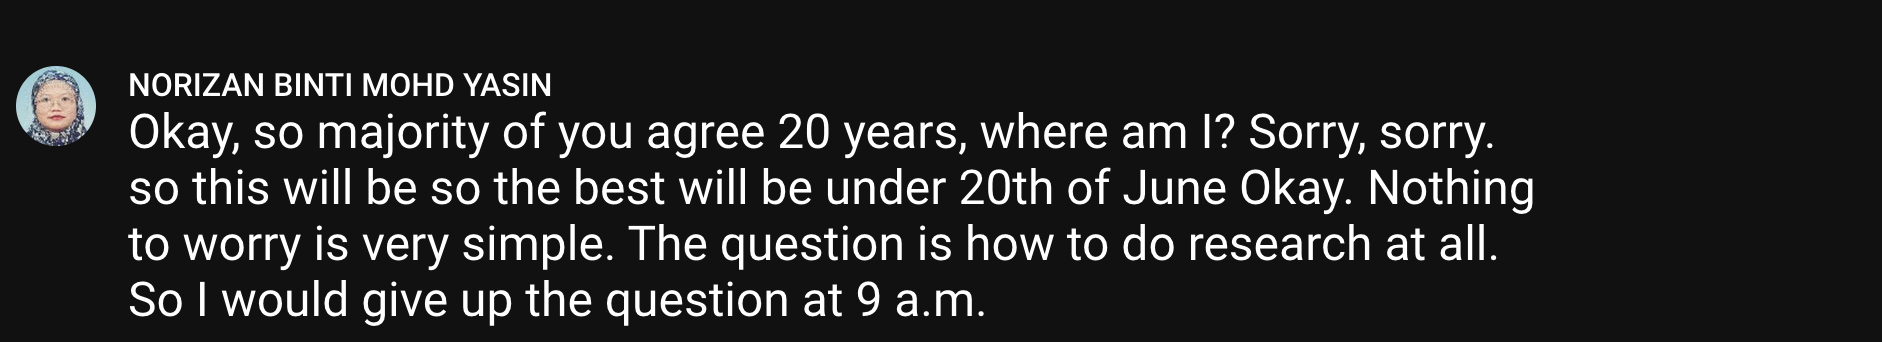 NORIZAN BINTI MOHD YASIN
Okay, so majority of you agree 20 years, where am I? Sorry, sorry.
so this will be so the best will be under 20th of June Okay. Nothing
to worry is very simple. The question is how to do research at all.
So I would give up the question at 9 a.m.